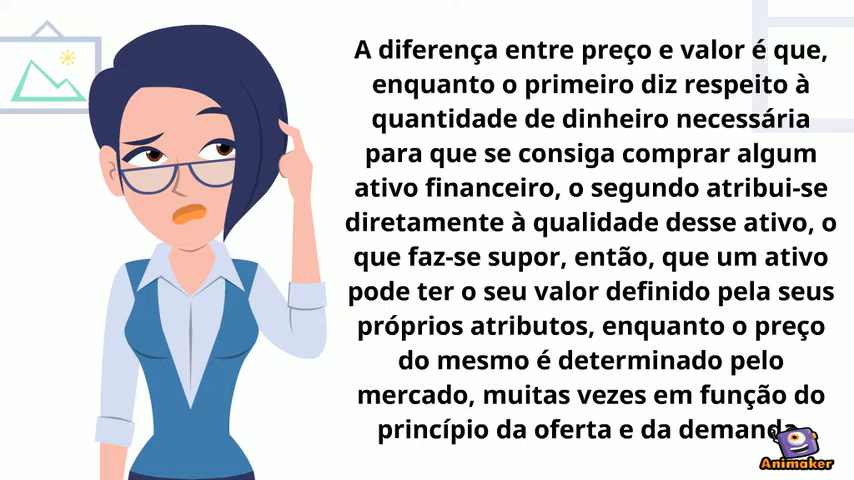 A diferença entre preço e valor é que,
enquanto o primeiro diz respeito à
quantidade de dinheiro necessária
para que se consiga comprar algum
ativo financeiro, o segundo atribui-se
diretamente à qualidade desse ativo, o
que faz-se supor, então, que um ativo
pode ter o seu valor definido pela seus
próprios atributos, enquanto o preço
do mesmo é determinado pelo
mercado, muitas vezes em função do
princípio da oferta e da demanda.
Animaker